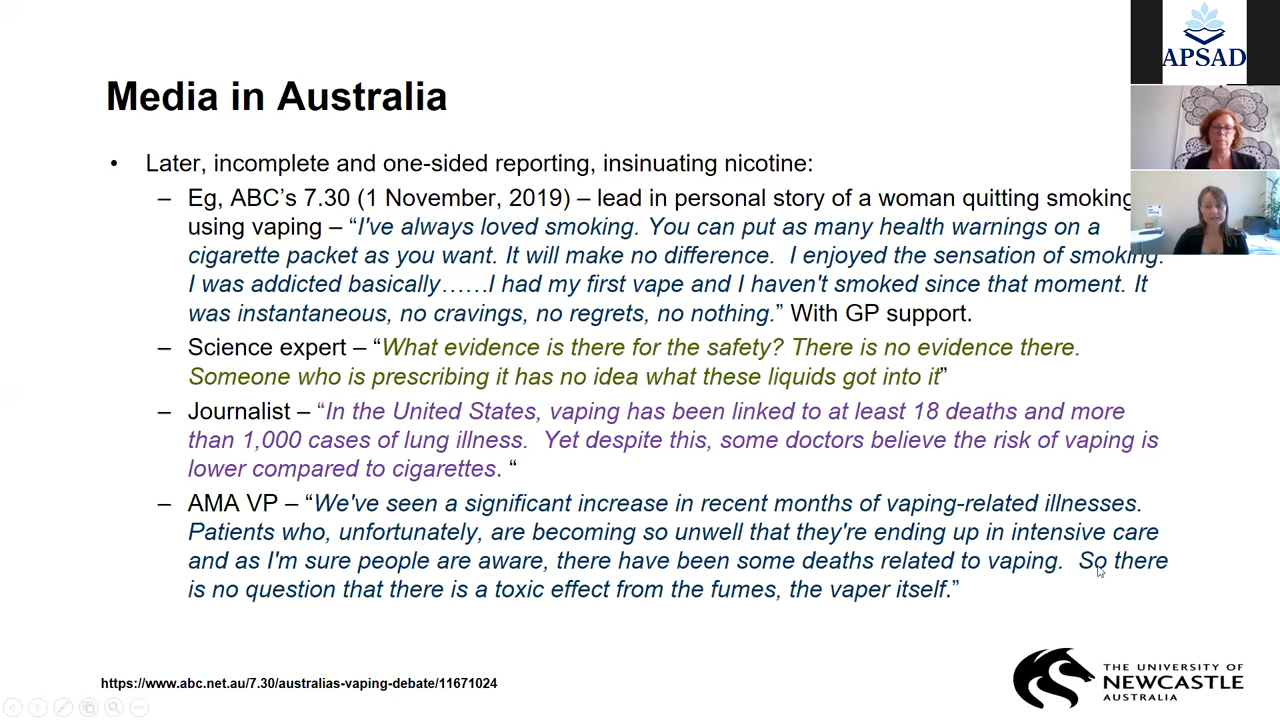 APSAD
Media in Australia
• Later, incomplete and one-sided reporting, insinuating nicotine:
– Eg, ABC's 7.30 (1 November, 2019) – lead in personal story of a woman quitting smoking
using vaping – “I've always loved smoking. You can put as many health warnings on a
cigarette packet as you want. It will make no difference. I enjoyed the sensation of smoking.
I was addicted basically……I had my first vape and I haven't smoked since that moment. It
was instantaneous, no cravings, no regrets, no nothing.” With GP support.
– Science expert – “What evidence is there for the safety? There is no evidence there.
Someone who is prescribing it has no idea what these liquids got into it”
– Journalist – “In the United States, vaping has been linked to at least 18 deaths and more
than 1,000 cases of lung illness. Yet despite this, some doctors believe the risk of vaping is
lower compared to cigarettes. “
– AMA VP – “We've seen a significant increase in recent months of vaping-related illnesses.
Patients who, unfortunately, are becoming so unwell that they're ending up in intensive care
and as I'm sure people are aware, there have been some deaths related to vaping. So there
is no question that there is a toxic effect from the fumes, the vaper itself.”
https://www.abc.net.au/7.30/australias-vaping-debate/11671024
THE UNIVERSITY OF
NEWCASTLE
AUSTRALIA